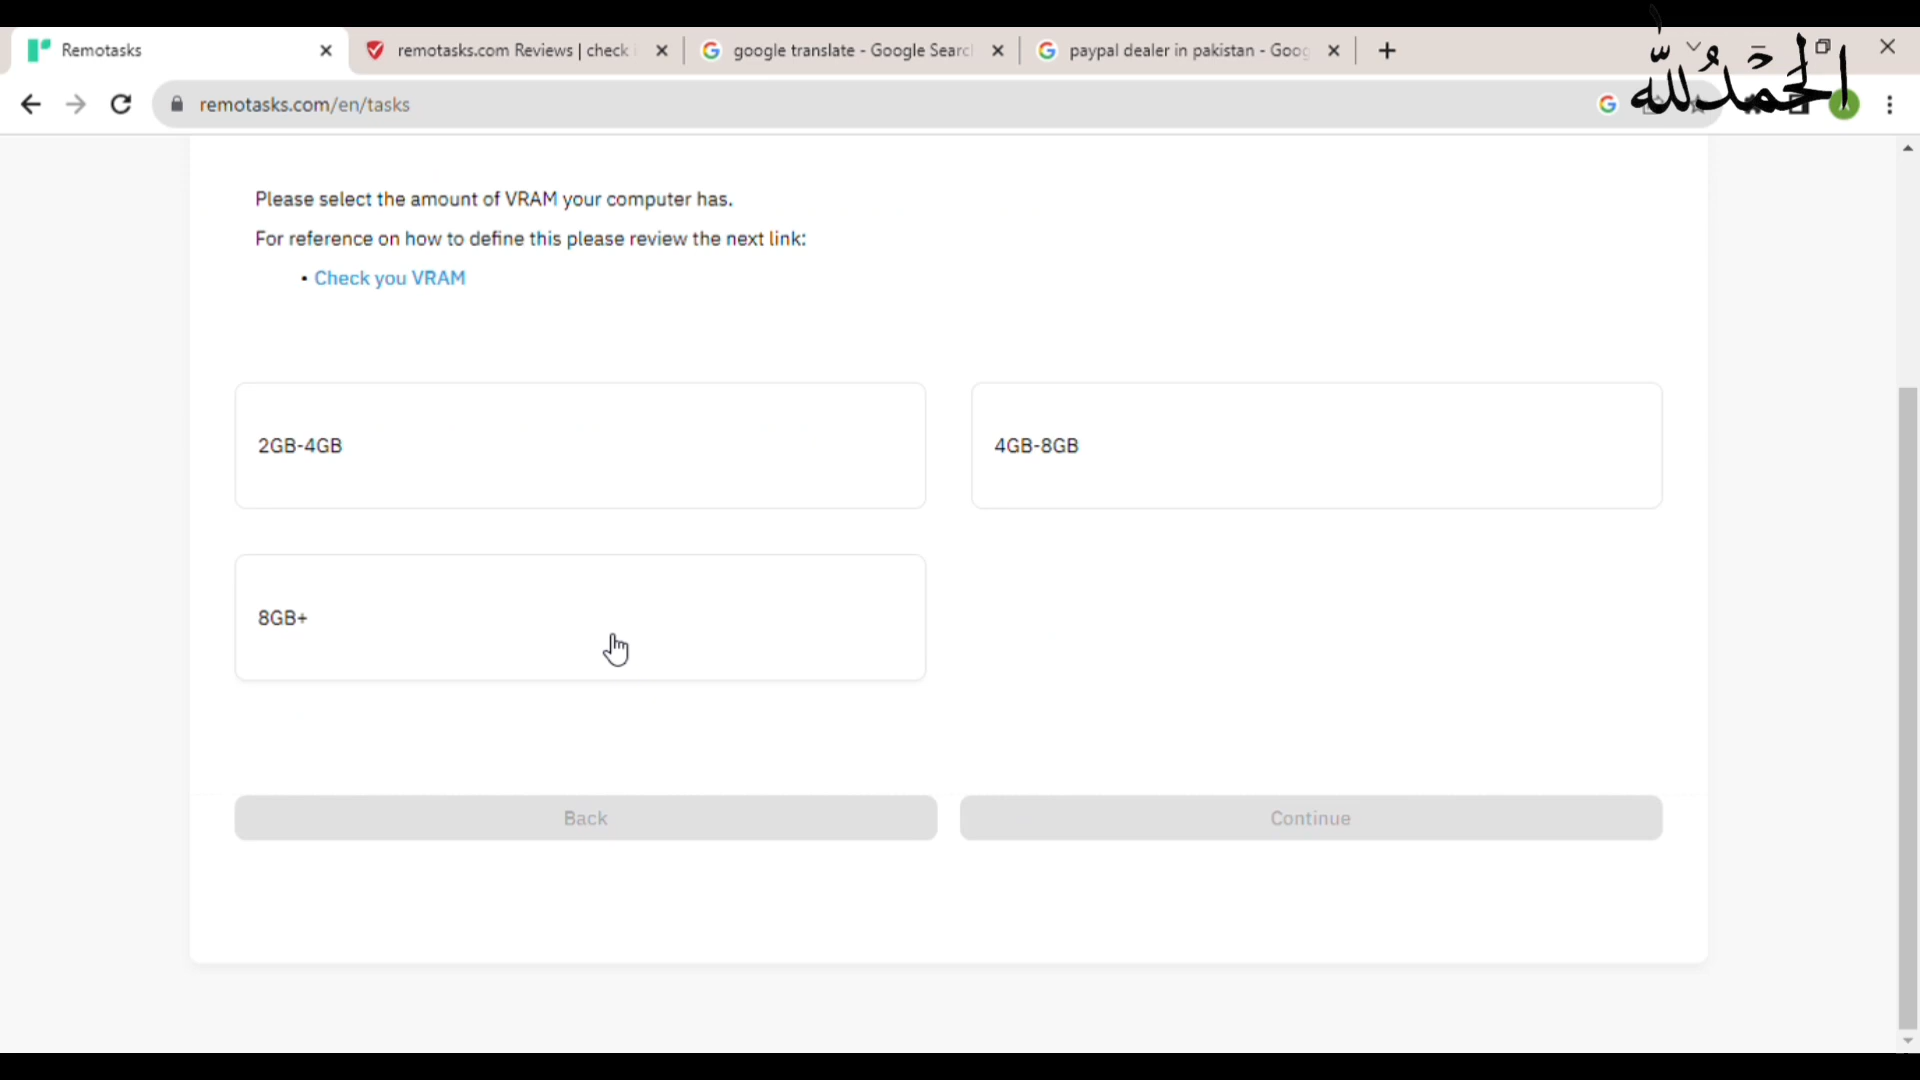 Remotasks
remotasks.com Reviews | check
google translate - Google Searc
paypal dealer in pakistan - Goog
الحمد لله
remotasks.com/en/tasks
Please select the amount of VRAM your computer has.
For reference on how to define this please review the next link:
• Check you VRAM
2GB-4GB
4GB-8GB
8GB+
Back
Continue